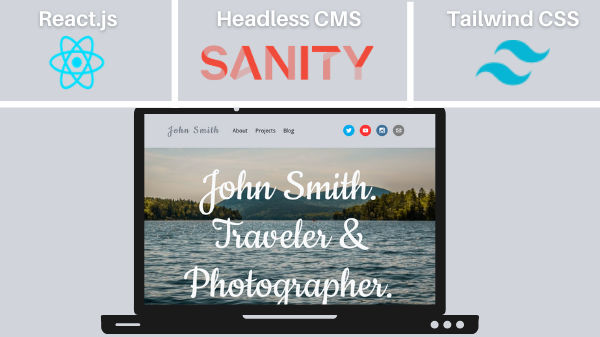 React.js
Headless CMS
Tailwind CSS
SANITY
John Smith
About Projects Blog
John Smith.
Traveler &
Photographer.